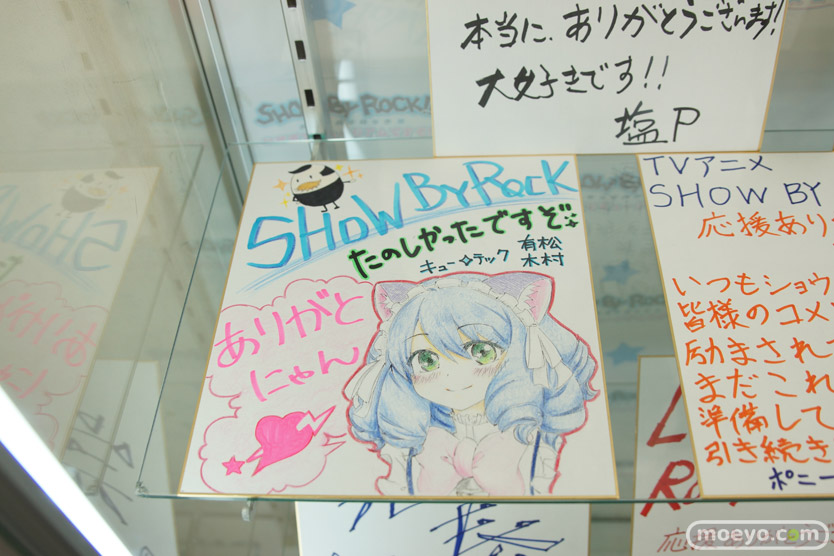 本当に、ありがとうございます!
大好きです!!
塩P
SHOW BY ROCK
たのしかったですぞ
キュー テック 有松
木村
ありがと
にゃん
TVアニメ
SHOW BY
応援あり
いつもショウ
皆様のコメ
励まされて
まだこれ
準備して
引き続き
ポニー
SHOW BY ROCK!
moeyo.com